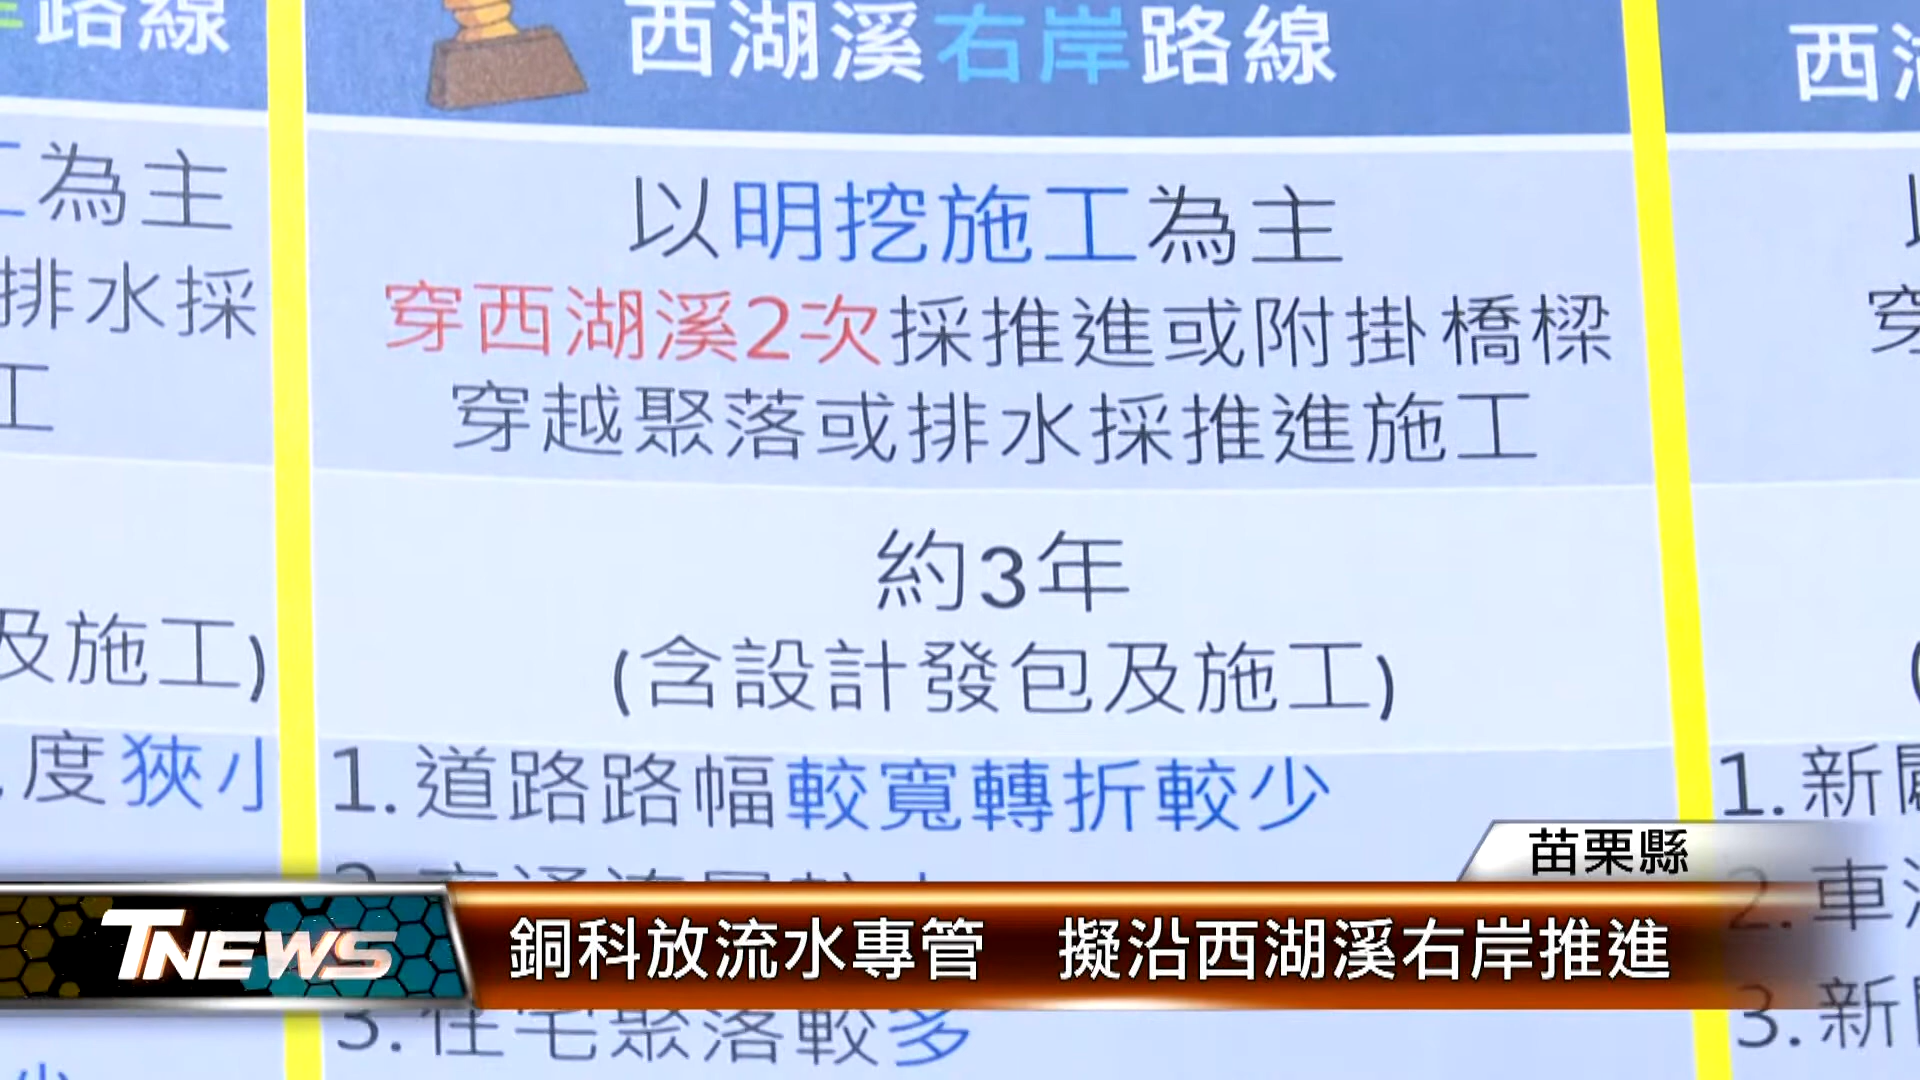 路線
西湖溪右岸路線
西
為主
以明挖施工為主
排水採
穿西湖溪2次採推進或附掛橋樑
穿
工
穿越聚落或排水採推進施工
約3年
及施工)
(含設計發包及施工)
度狹小
1.道路路幅較寬轉折較少
1.新
苗栗縣
2.車
TNEWS
銅科放流水專管 擬沿西湖溪右岸推進
3.住宅聚落較多
3.新